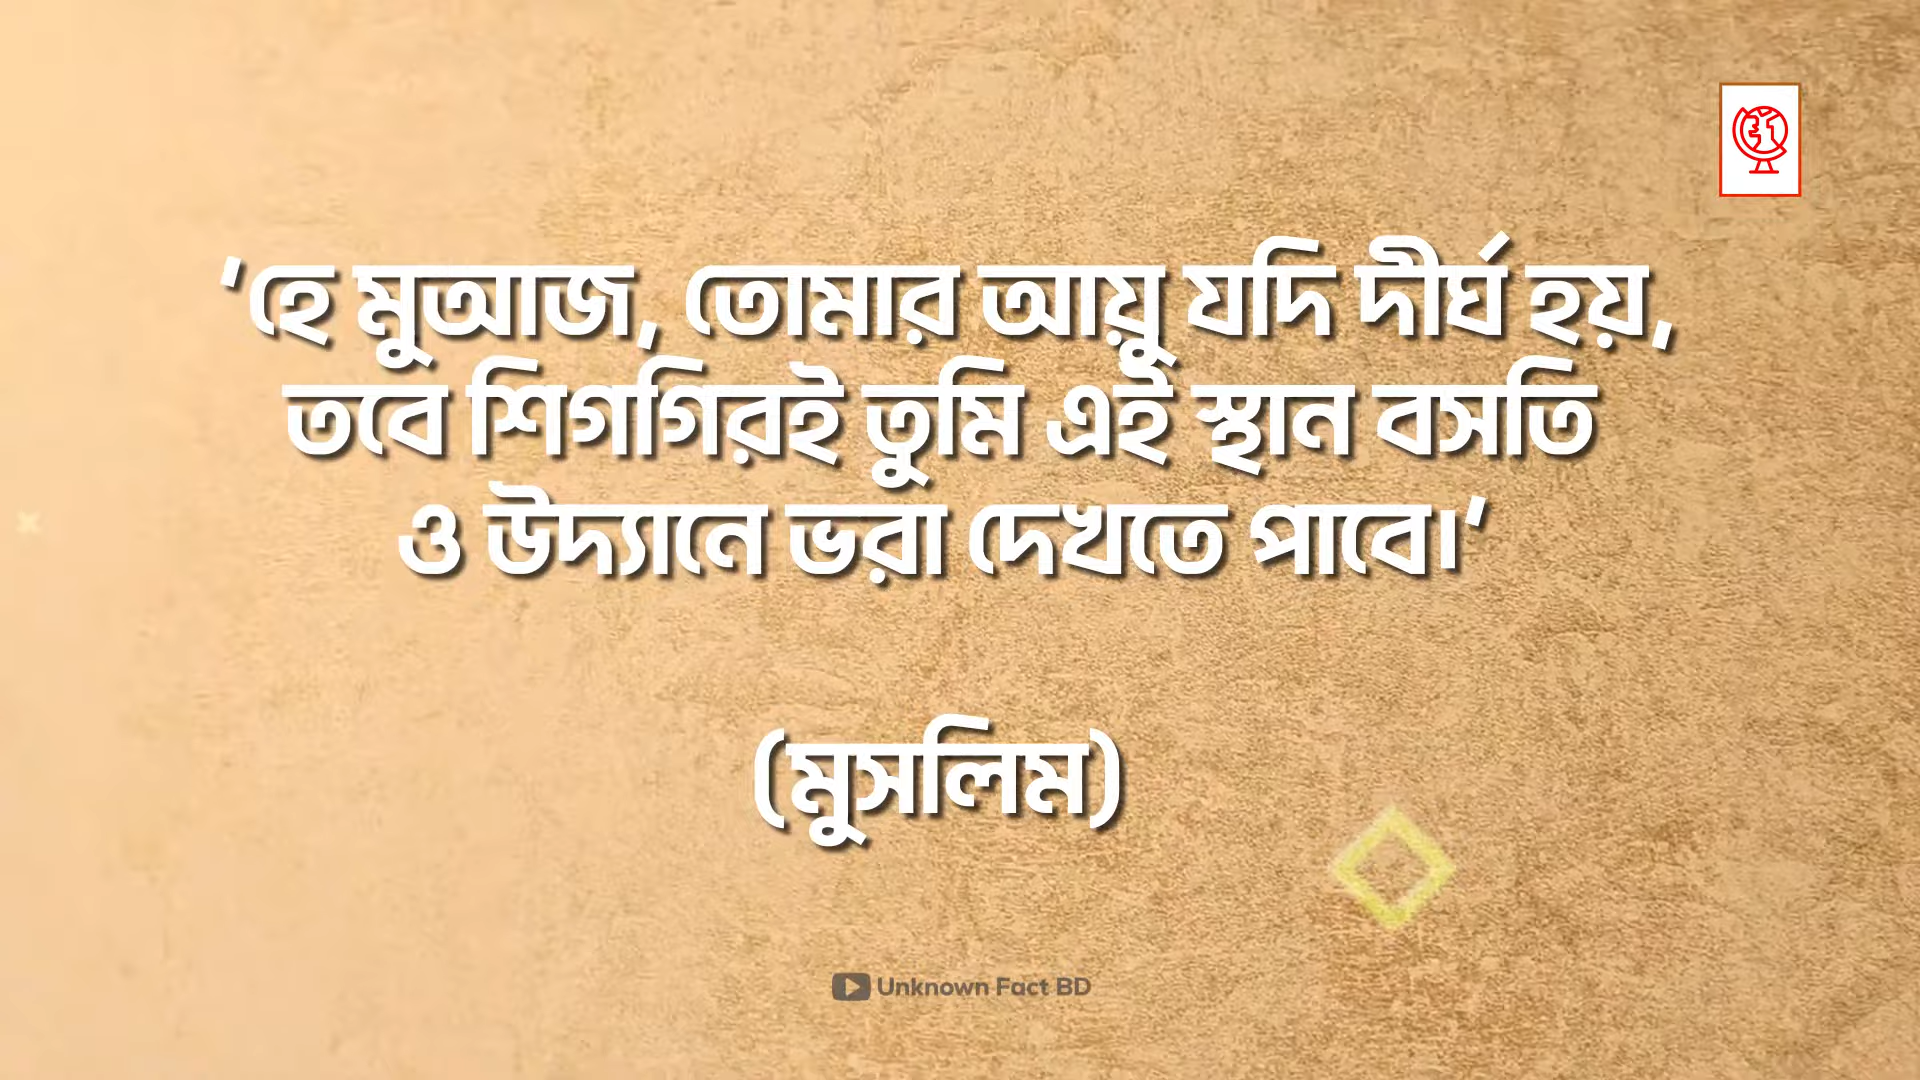 'হে মুআজ, তোমার আয়ু যদি দীর্ঘ হয়,
তবে শিগগিরই তুমি এই স্থান বসতি
ও উদ্যানে ভরা দেখতে পাবে।'
(মুসলিম)
Unknown Fact BD